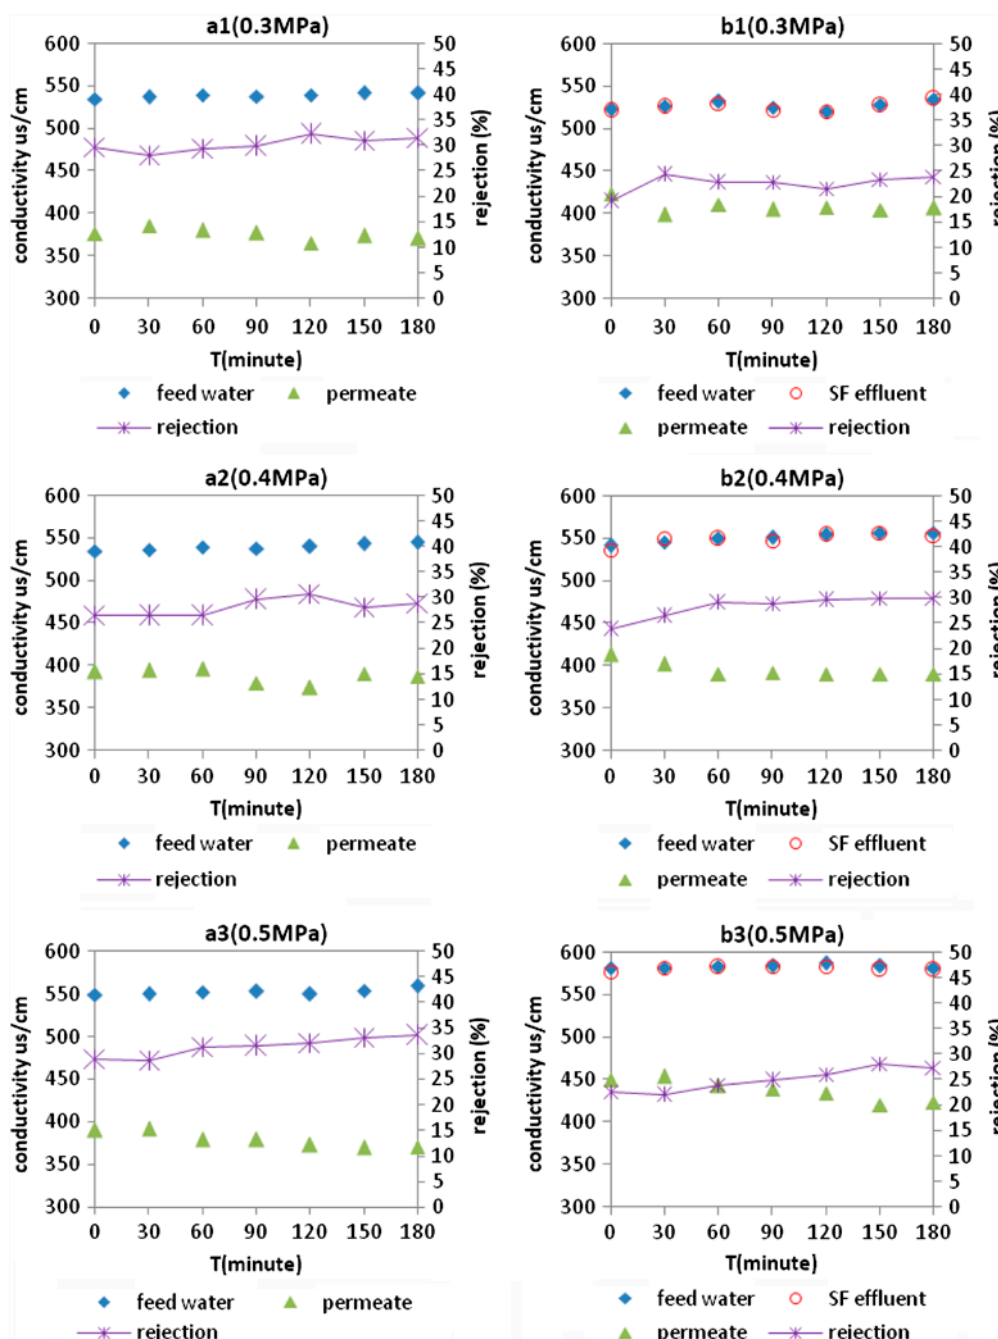 a1(0.3MPa)
conductivity us/cm
600
550
500
450
400
350
300
50
45
40
35
30
25
20
15
10
5
0
rejection (%)
0 30 60 90 120 150 180
T(minute)
feed water permeate
rejection
b1(0.3MPa)
conductivity us/cm
600
550
500
450
400
350
300
50
45
40
35
30
25
20
15
10
5
0
rejection (%)
0 30 60 90 120 150 180
T(minute)
feed water SF effluent
permeate rejection
a2(0.4MPa)
conductivity us/cm
600
550
500
450
400
350
300
50
45
40
35
30
25
20
15
10
5
0
rejection (%)
0 30 60 90 120 150 180
T(minute)
feed water permeate
rejection
b2(0.4MPa)
conductivity us/cm
600
550
500
450
400
350
300
50
45
40
35
30
25
20
15
10
5
0
rejection (%)
0 30 60 90 120 150 180
T(minute)
feed water SF effluent
permeate rejection
a3(0.5MPa)
conductivity us/cm
600
550
500
450
400
350
300
50
45
40
35
30
25
20
15
10
5
0
rejection (%)
0 30 60 90 120 150 180
T(minute)
feed water permeate
rejection
b3(0.5MPa)
conductivity us/cm
600
550
500
450
400
350
300
50
45
40
35
30
25
20
15
10
5
0
rejection (%)
0 30 60 90 120 150 180
T(minute)
feed water SF effluent
permeate rejection